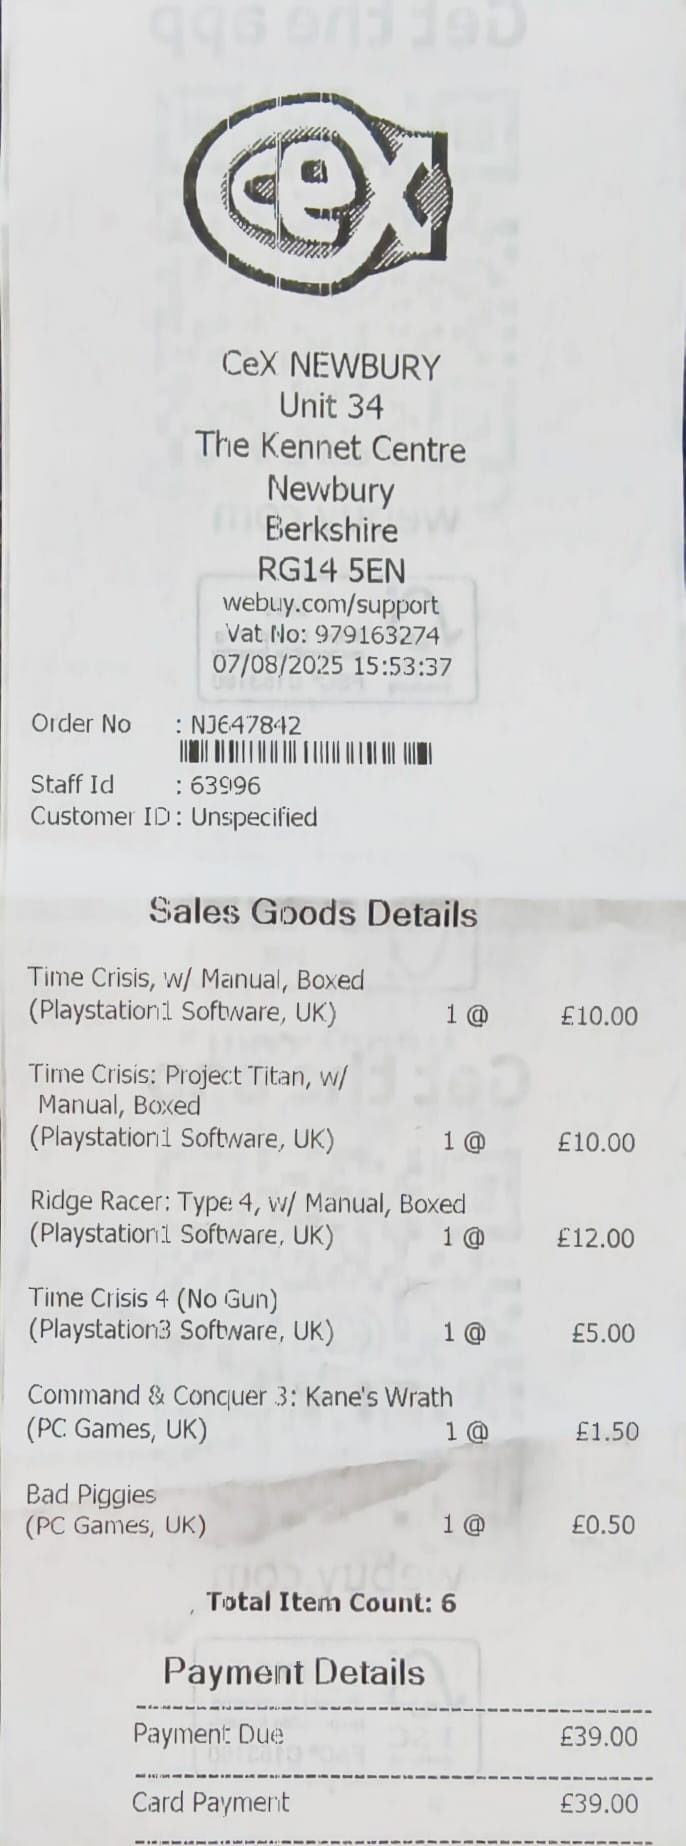 Get the app
CeX
CeX NEWBURY
Unit 34
The Kennet Centre
Newbury
Berkshire
RG14 5EN
webuy.com/support
Vat No: 979163274
07/08/2025 15:53:37
Order No : NJ647842
Staff Id : 63996
Customer ID : Unspecified
Sales Goods Details
Time Crisis, w/ Manual, Boxed
(Playstation1 Software, UK) 1 @ £10.00
Time Crisis: Project Titan, w/
Manual, Boxed
(Playstation1 Software, UK) 1 @ £10.00
Ridge Racer: Type 4, w/ Manual, Boxed
(Playstation1 Software, UK) 1 @ £12.00
Time Crisis 4 (No Gun)
(Playstation3 Software, UK) 1 @ £5.00
Command & Conquer 3: Kane's Wrath
(PC Games, UK) 1 @ £1.50
Bad Piggies
(PC Games, UK) 1 @ £0.50
Total Item Count: 6
Payment Details
Payment Due £39.00
Card Payment £39.00